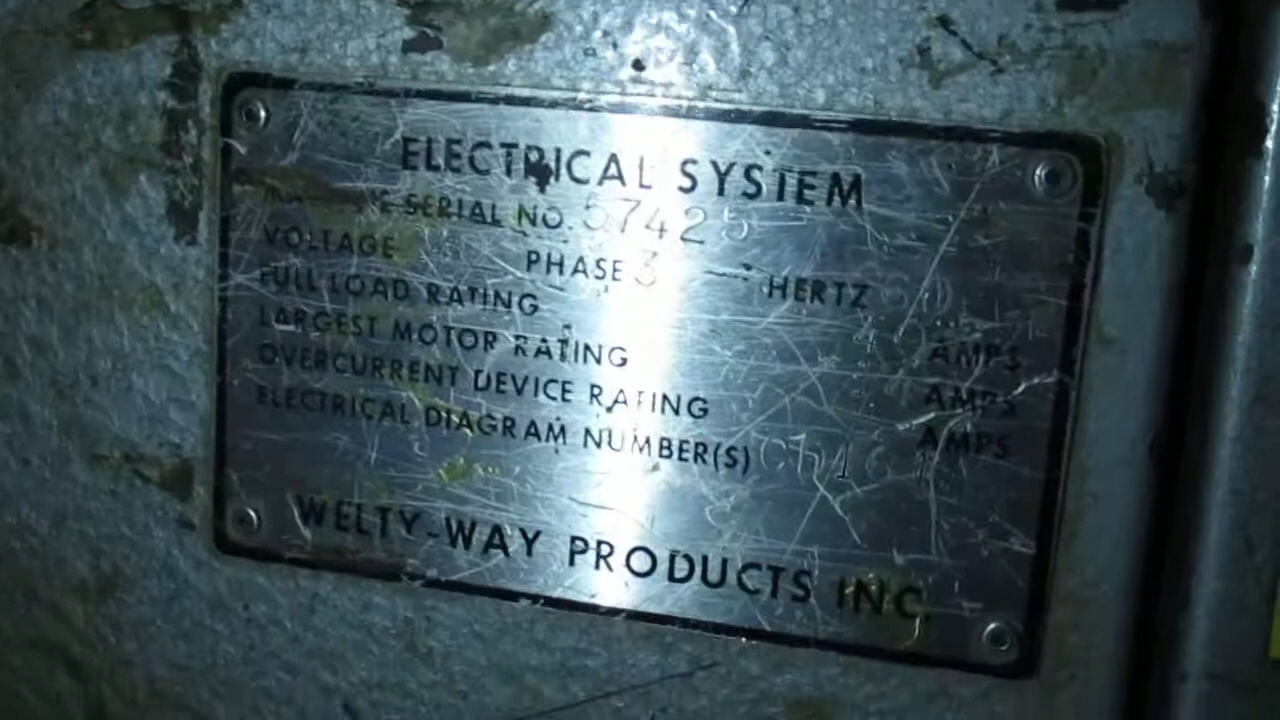 ELECTRICAL SYSTEM
SERIAL NO. 57425
VOLTAGE PHASE 3 HERTZ 60
FULL LOAD RATING AMPS
LARGEST MOTOR RATING AMPS
OVERCURRENT DEVICE RATING AMPS
ELECTRICAL DIAGRAM NUMBER(S)
WELTY-WAY PRODUCTS INC.